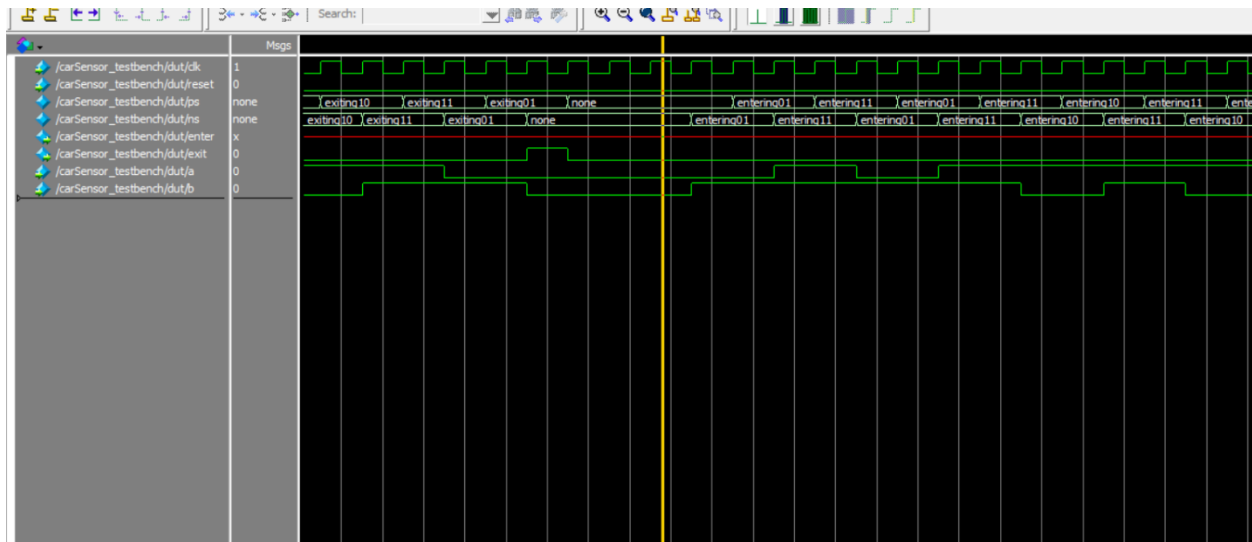 Search:
Msgs
/carSensor_testbench/dut/clk 1
/carSensor_testbench/dut/reset 0
/carSensor_testbench/dut/ps none exiting10 exiting11 exiting01 none entering01 entering11 entering01 entering11 entering10 entering11 ente
/carSensor_testbench/dut/ns none exiting10 exiting11 exiting01 none entering01 entering11 entering01 entering11 entering10 entering11 entering10
/carSensor_testbench/dut/enter x
/carSensor_testbench/dut/exit 0
/carSensor_testbench/dut/a 0
/carSensor_testbench/dut/b 0